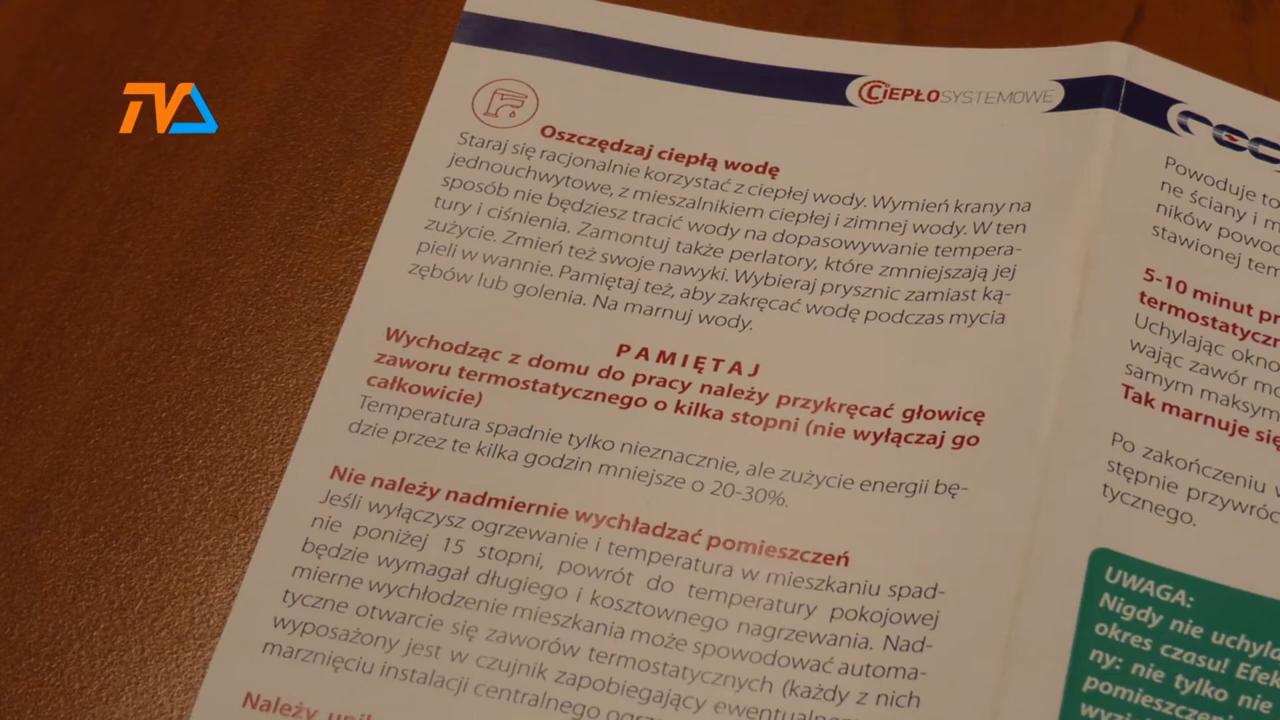 TVA
CIEPŁO SYSTEMOWE
Oszczędzaj ciepłą wodę
Staraj się racjonalnie korzystać z ciepłej wody. Wymień krany na
jednouchwytowe, z mieszalnikiem ciepłej i zimnej wody. W ten
sposób nie będziesz tracić wody na dopasowywanie tempera-
tury i ciśnienia. Zamontuj także perlatory, które zmniejszają jej
zużycie. Zmień też swoje nawyki. Wybieraj prysznic zamiast ką-
pieli w wannie. Pamiętaj też, aby zakręcać wodę podczas mycia
zębów lub golenia. Na marnuj wody.
PAMIĘTAJ
Wychodząc z domu do pracy należy przykręcać głowicę
zaworu termostatycznego o kilka stopni (nie wyłączaj go
całkowicie)
Temperatura spadnie tylko nieznacznie, ale zużycie energii bę-
dzie przez te kilka godzin mniejsze o 20-30%.
Nie należy nadmiernie wychładzać pomieszczeń
Jeśli wyłączysz ogrzewanie i temperatura w mieszkaniu spad-
nie poniżej 15 stopni, powrót do temperatury pokojowej
będzie wymagał długiego i kosztownego nagrzewania. Nad-
mierne wychłodzenie mieszkania może spowodować automa-
tyczne otwarcie się zaworów termostatycznych (każdy z nich
wyposażony jest w czujnik zapobiegający
marznięciu instalacji centralnego
Należy
Powoduje to
ne ściany i m
ników powoc
stawionej tem
5-10 minut pr
termostatyczn
Uchylając okno
wając zawór mo
samym maksym
Tak marnuje się
Po zakończeniu w
stępnie przywróc
tycznego.
UWAGA:
Nigdy nie uchyla
okres czasu! Efek
ny: nie tylko nie
pomieszczen